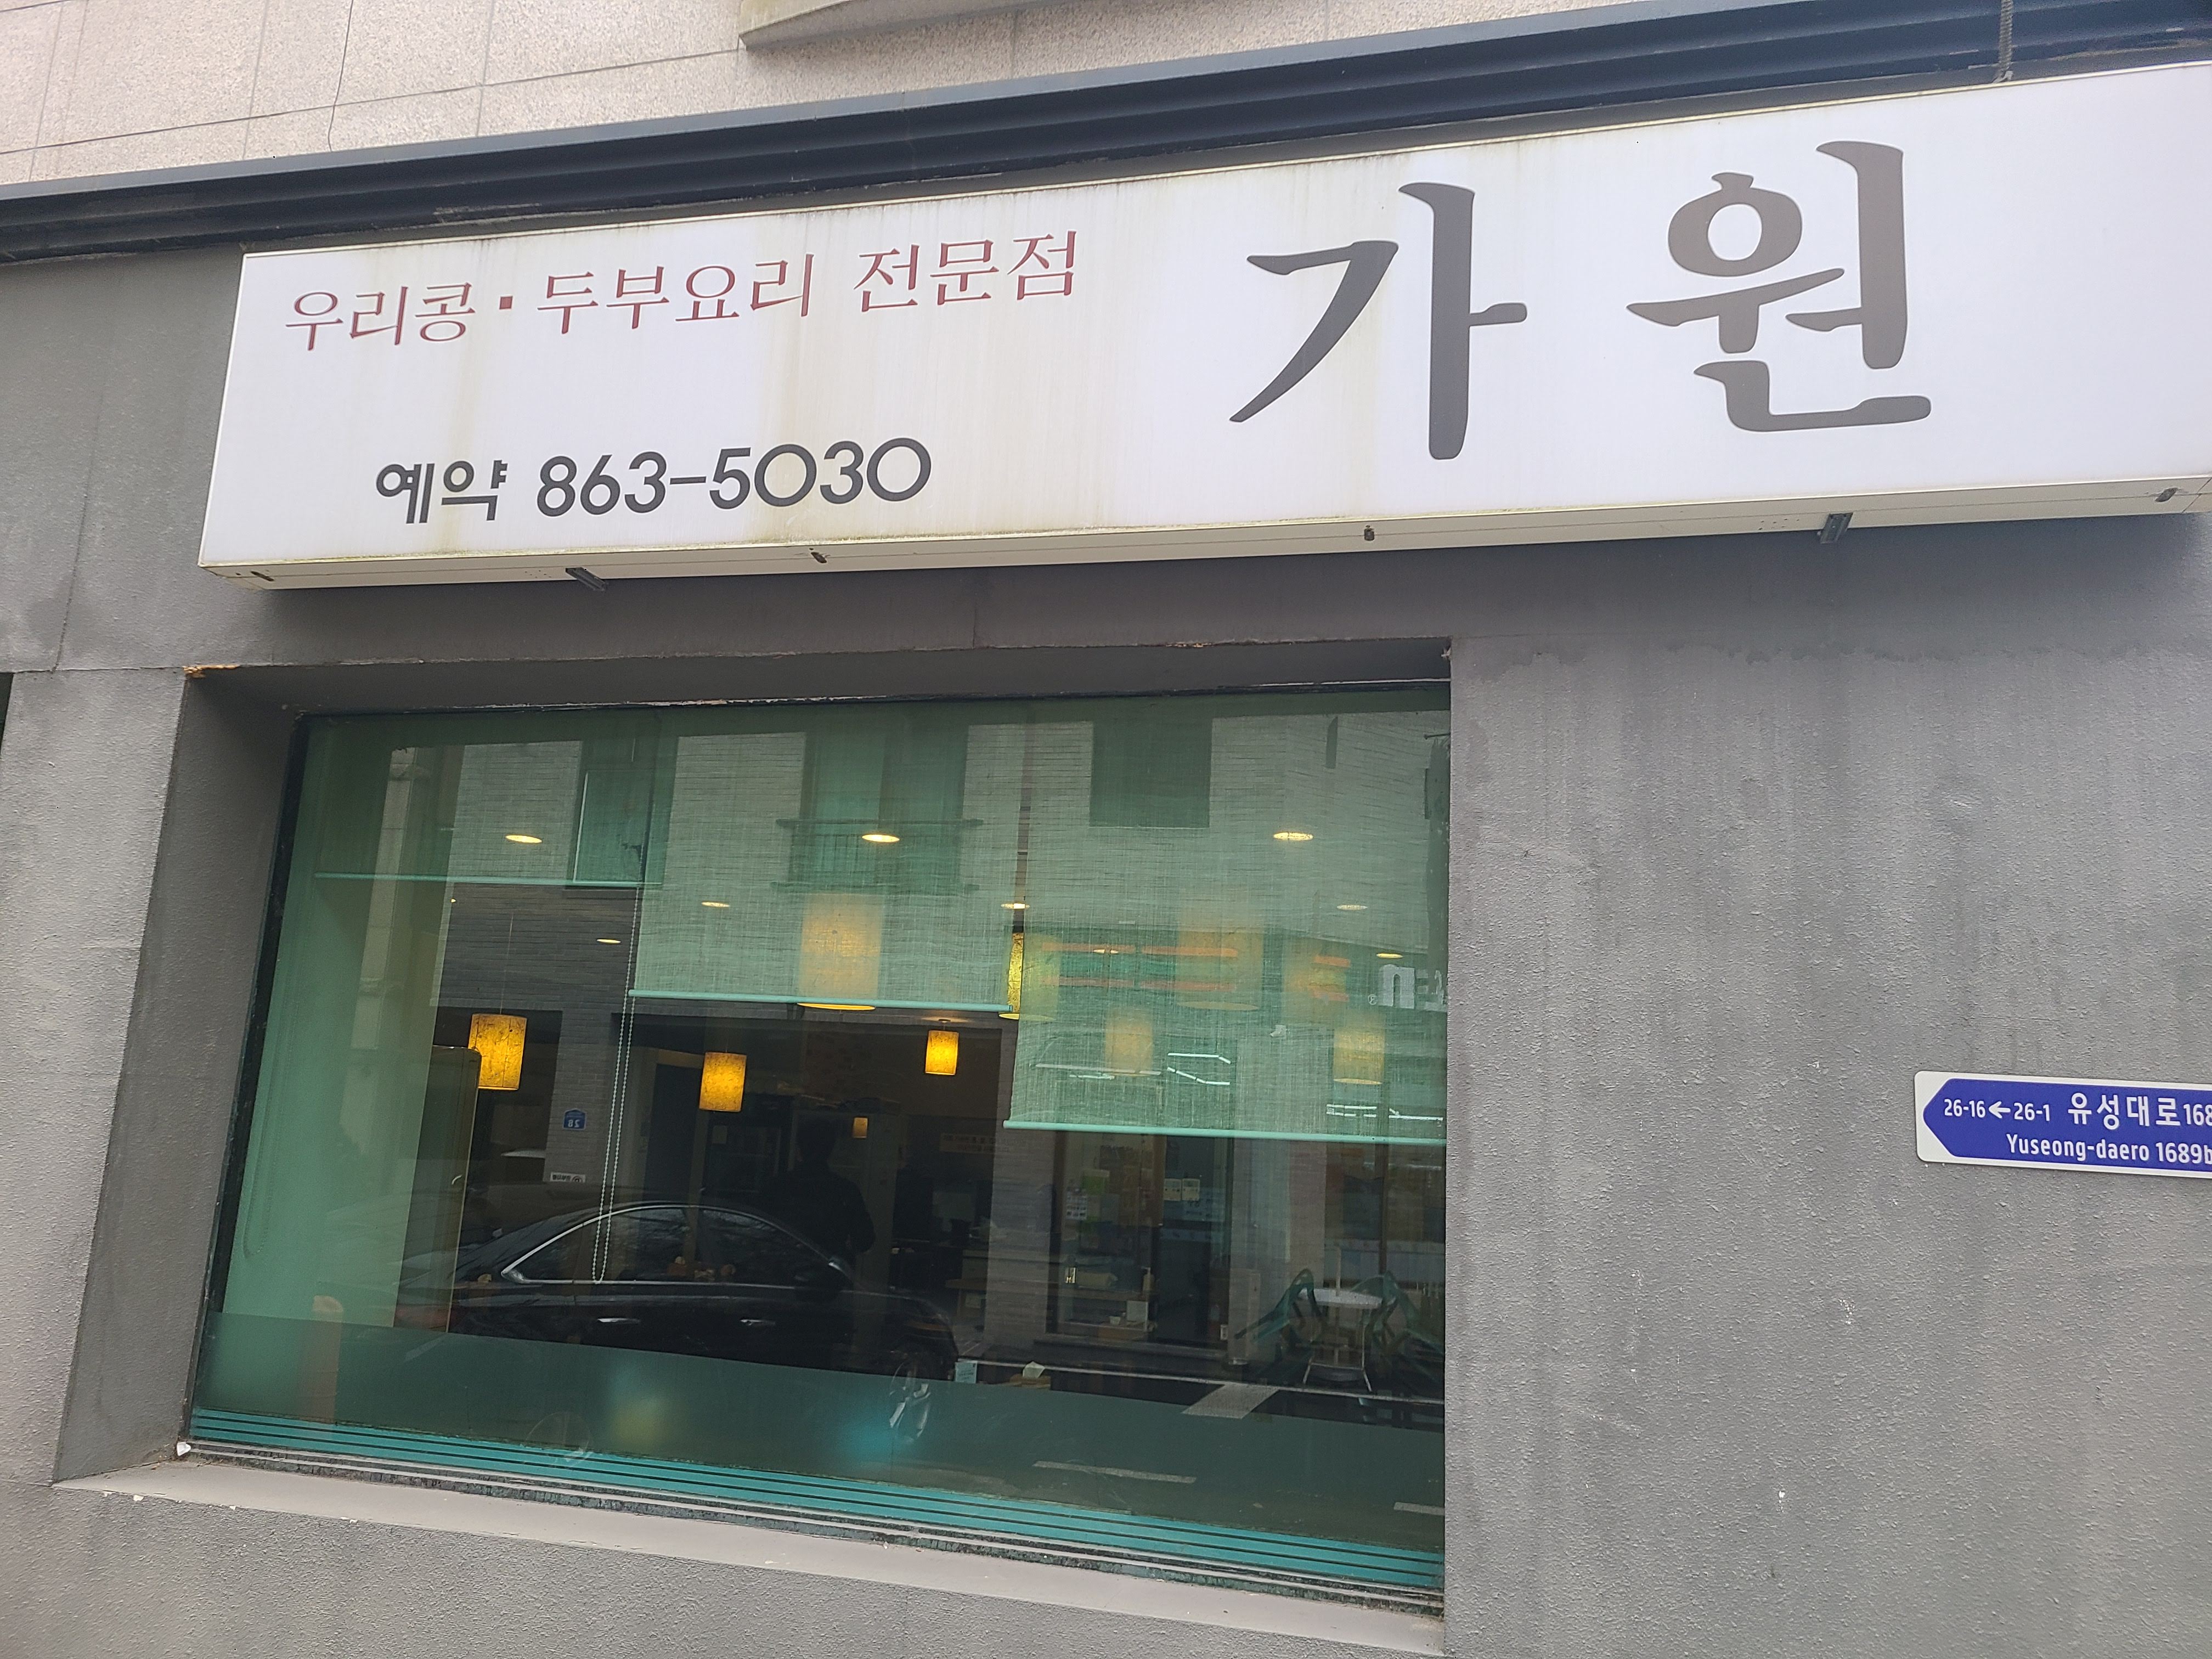 우리콩·두부요리 전문점
가원
예약 863-5030
26-16←26-1 유성대로168
Yuseong-daero 1689b